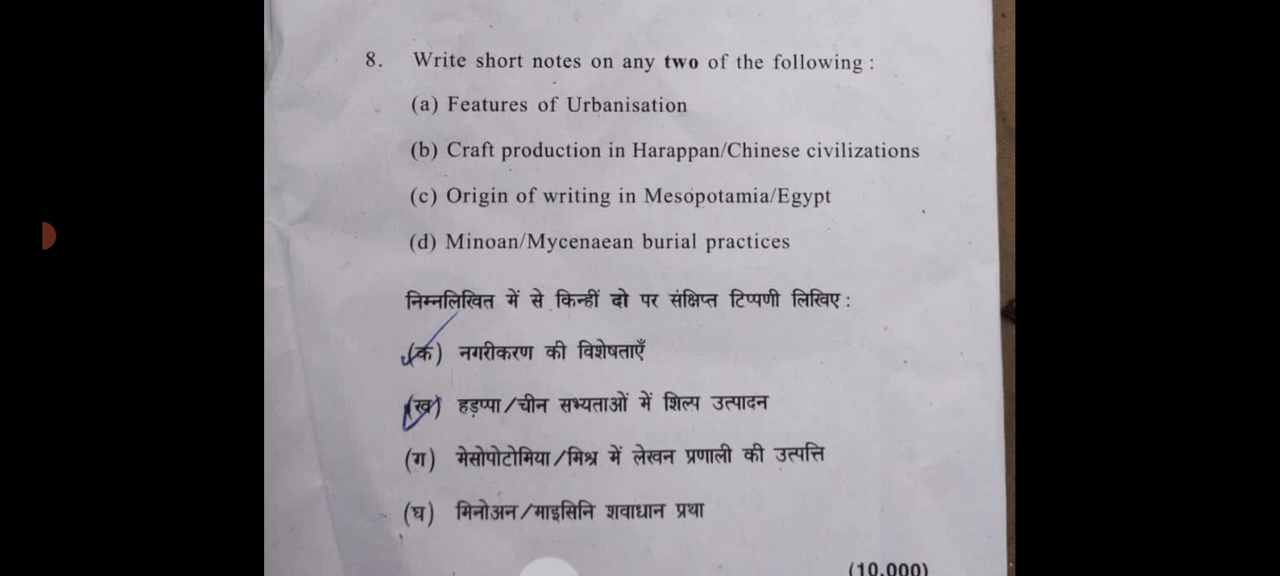 8. Write short notes on any two of the following :
(a) Features of Urbanisation
(b) Craft production in Harappan/Chinese civilizations
(c) Origin of writing in Mesopotamia/Egypt
(d) Minoan/Mycenaean burial practices
निम्नलिखित में से किन्हीं दो पर संक्षिप्त टिप्पणी लिखिए :
(क) नगरीकरण की विशेषताएँ
(ख) हड़प्पा/चीन सभ्यताओं में शिल्प उत्पादन
(ग) मेसोपोटोमिया/मिश्र में लेखन प्रणाली की उत्पत्ति
(घ) मिनोअन/माइसिनि शवाधान प्रथा
(10,000)